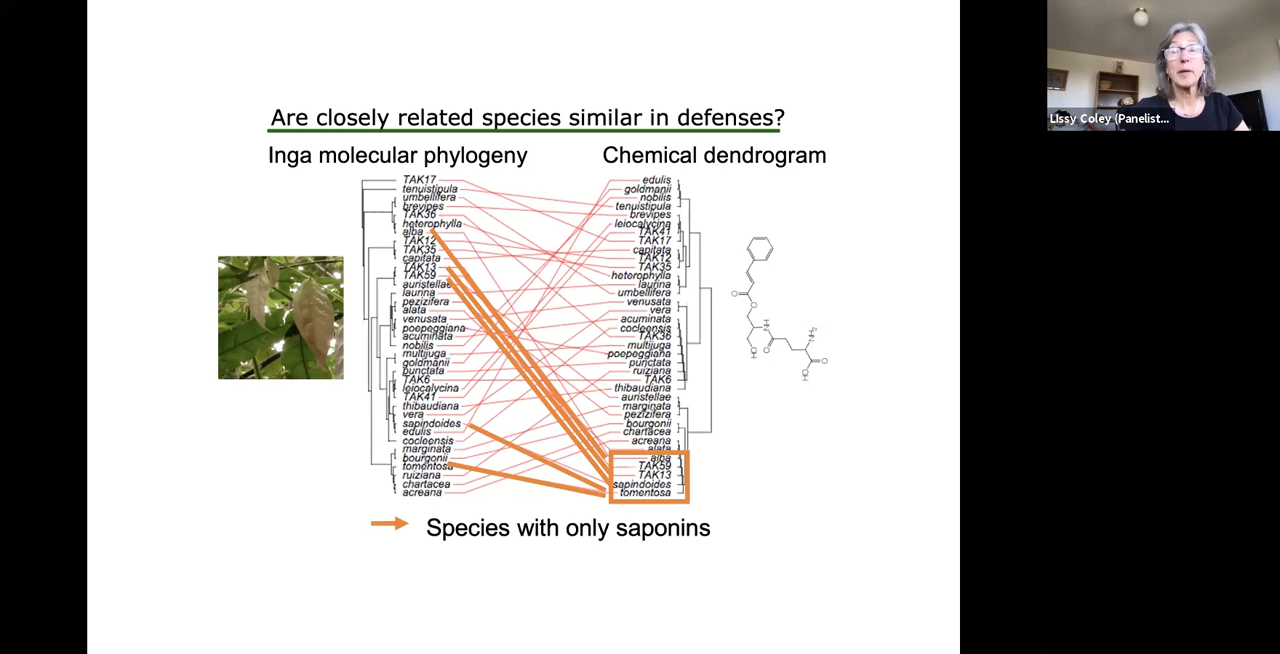 Are closely related species similar in defenses?
Inga molecular phylogeny
Chemical dendrogram
TAK17
tenuistipula
umbellifera
brevipes
TAK36
heterophylla
alba
TAK12
TAK35
capitata
TAK13
TAK59
auristellae
laurina
pezizifera
alata
venusata
poepeggiana
acuminata
nobilis
multijuga
goldmanii
punctata
TAK6
leiocalycina
TAK41
thibaudiana
vera
sapindoides
edulis
cocleensis
marginata
bourgonii
tomentosa
ruiziana
chartacea
acreana
edulis
goldmanii
nobilis
tenuistipula
brevipes
leiocalycina
TAK41
TAK17
capitata
TAK12
TAK35
heterophylla
laurina
umbellifera
venusata
vera
acuminata
cocleensis
TAK36
multijuga
poepeggiana
punctata
ruiziana
TAK6
thibaudiana
auristellae
marginata
pezizifera
bourgonii
chartacea
acreana
alata
alba
TAK59
TAK13
sapindoides
tomentosa
Species with only saponins
O
O
H
N
NH2
O
O
H
O
O
H
Lissy Coley (Panelist...